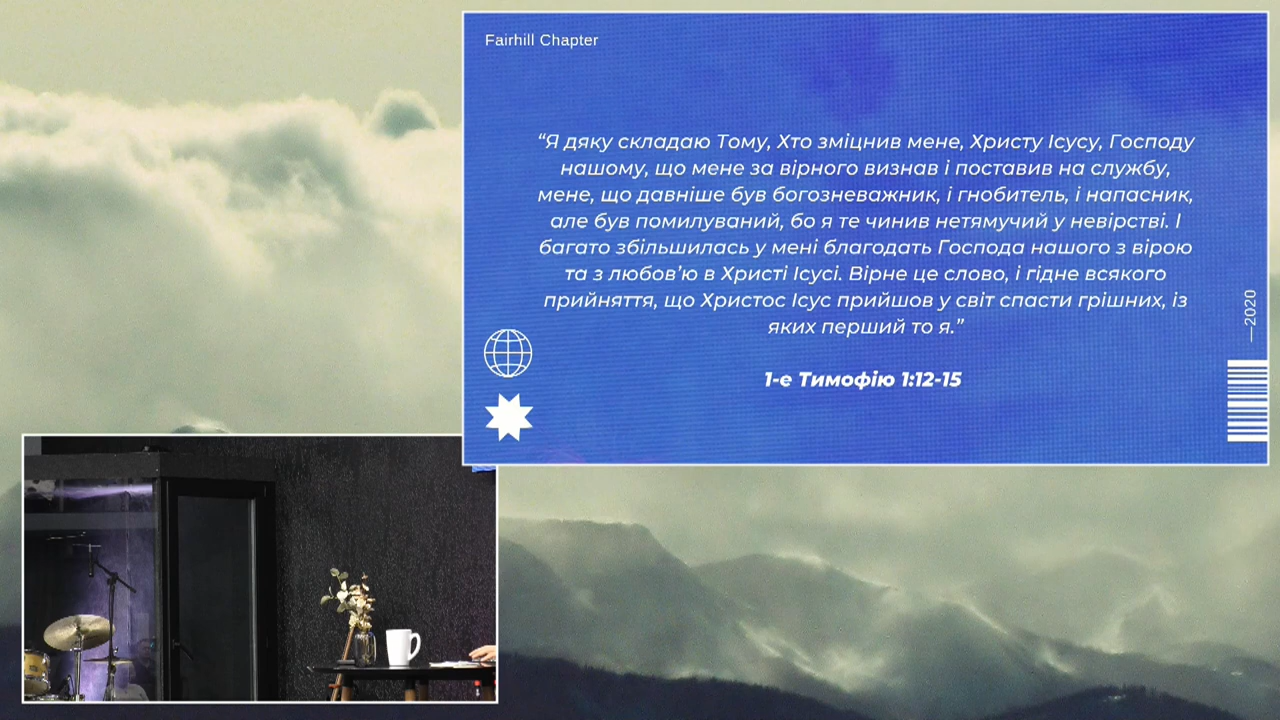 Fairhill Chapter
“Я дяку складаю Тому, Хто зміцнив мене, Христу Ісусу, Господу
нашому, що мене за вірного визнав і поставив на службу,
мене, що давніше був богозневажник, і гнобитель, і напасник,
але був помилуваний, бо я те чинив нетямучий у невірстві. І
багато збільшилась у мені благодать Господа нашого з вірою
та з любов’ю в Христі Ісусі. Вірне це слово, і гідне всякого
прийняття, що Христос Ісус прийшов у світ спасти грішних, із
яких перший то я.”
1-е Тимофію 1:12-15
—2020